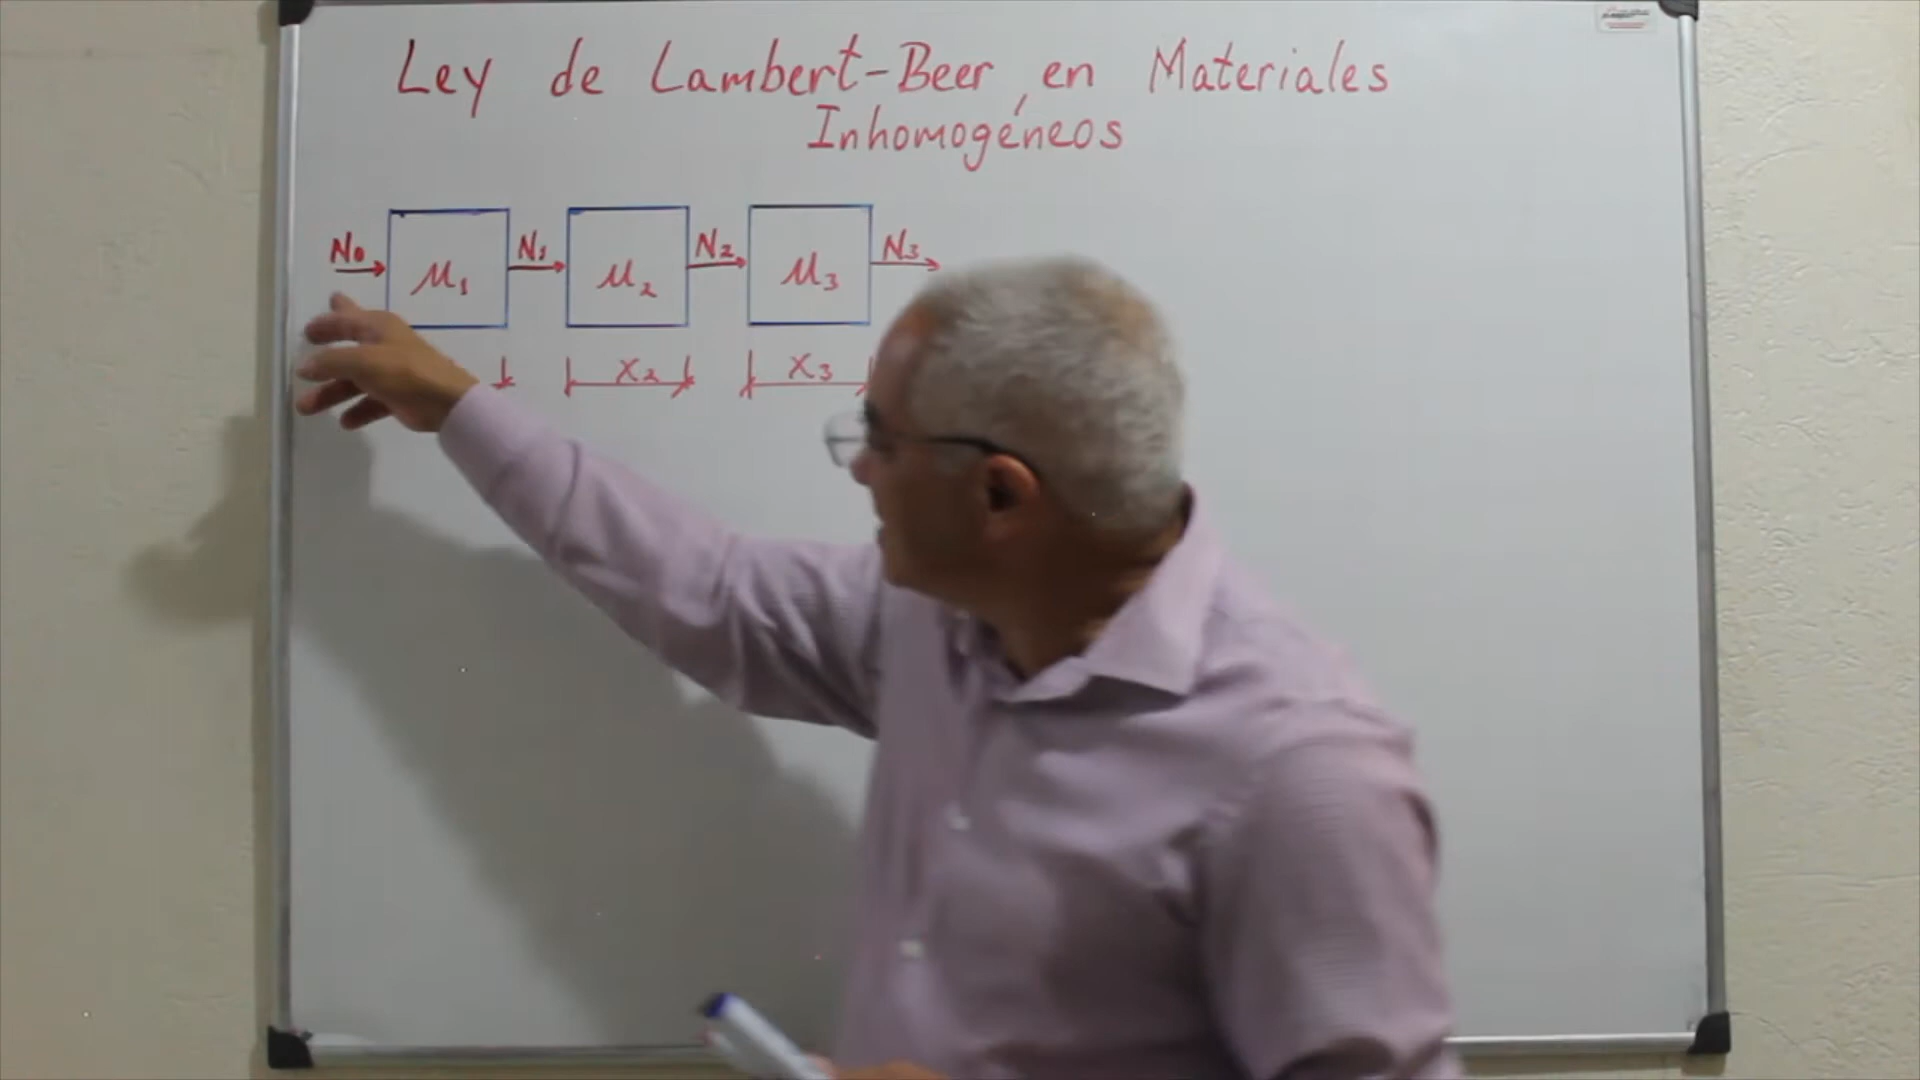 Ley de Lambert-Beer, en Materiales
Inhomogéneos
N₀ N₁ N₂ N₃
μ₁ μ₂ μ₃
X₂ X₃